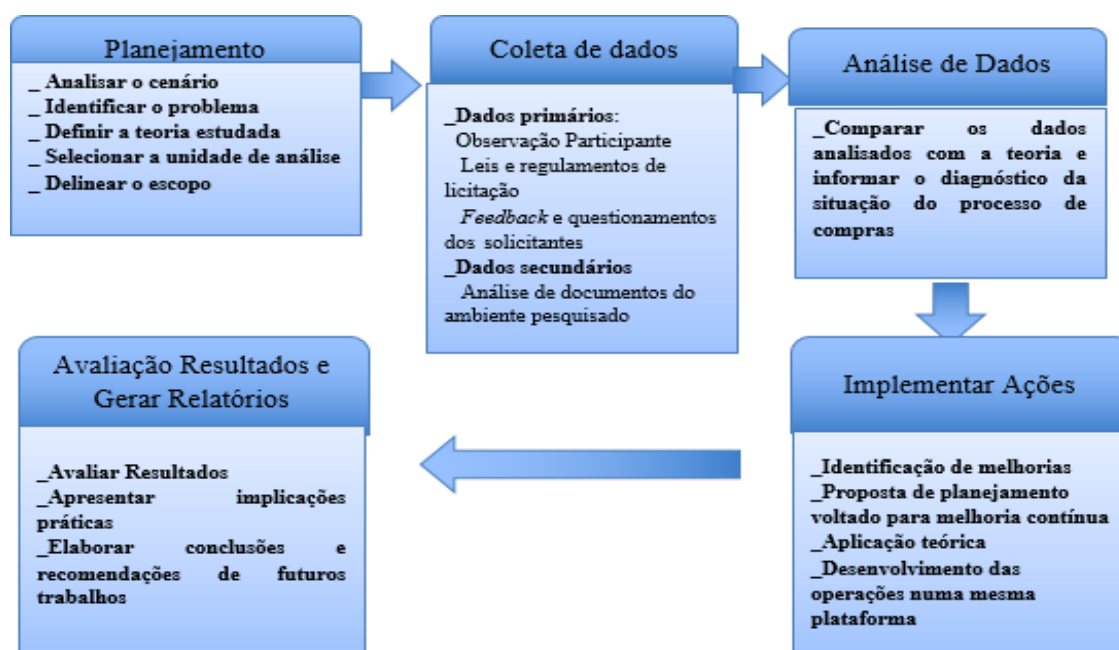 Planejamento
_ Analisar o cenário
_ Identificar o problema
_ Definir a teoria estudada
_ Selecionar a unidade de análise
_ Delinear o escopo
Coleta de dados
_Dados primários:
Observação Participante
Leis e regulamentos de
licitação
Feedback e questionamentos
dos solicitantes
_Dados secundários
Análise de documentos do
ambiente pesquisado
Análise de Dados
_Comparar os dados
analisados com a teoria e
informar o diagnóstico da
situação do processo de
compras
Implementar Ações
_Identificação de melhorias
_Proposta de planejamento
voltado para melhoria contínua
_Aplicação teórica
_Desenvolvimento das
operações numa mesma
plataforma
Avaliação Resultados e
Gerar Relatórios
_Avaliar Resultados
_Apresentar implicações
práticas
_Elaborar conclusões e
recomendações de futuros
trabalhos